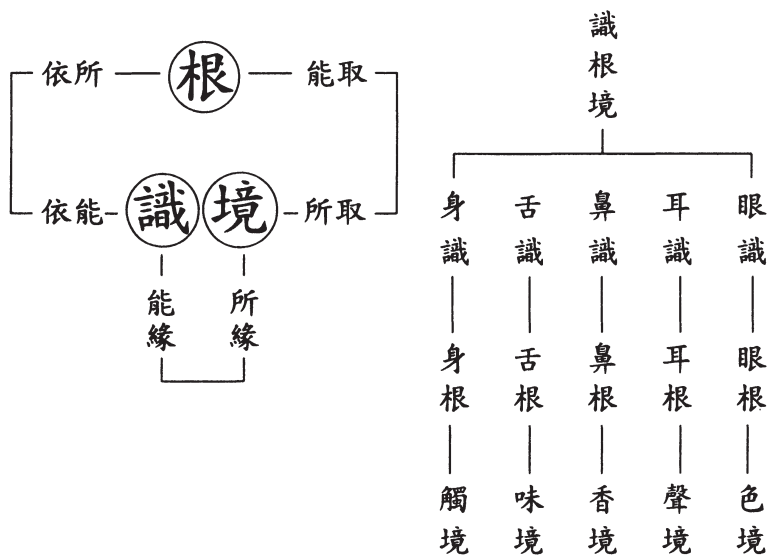 依所 根 能取
依能 識 境 所取
能緣
所緣
識根境
眼識
耳識
鼻識
舌識
身識
眼根
耳根
鼻根
舌根
身根
色境
聲境
香境
味境
觸境